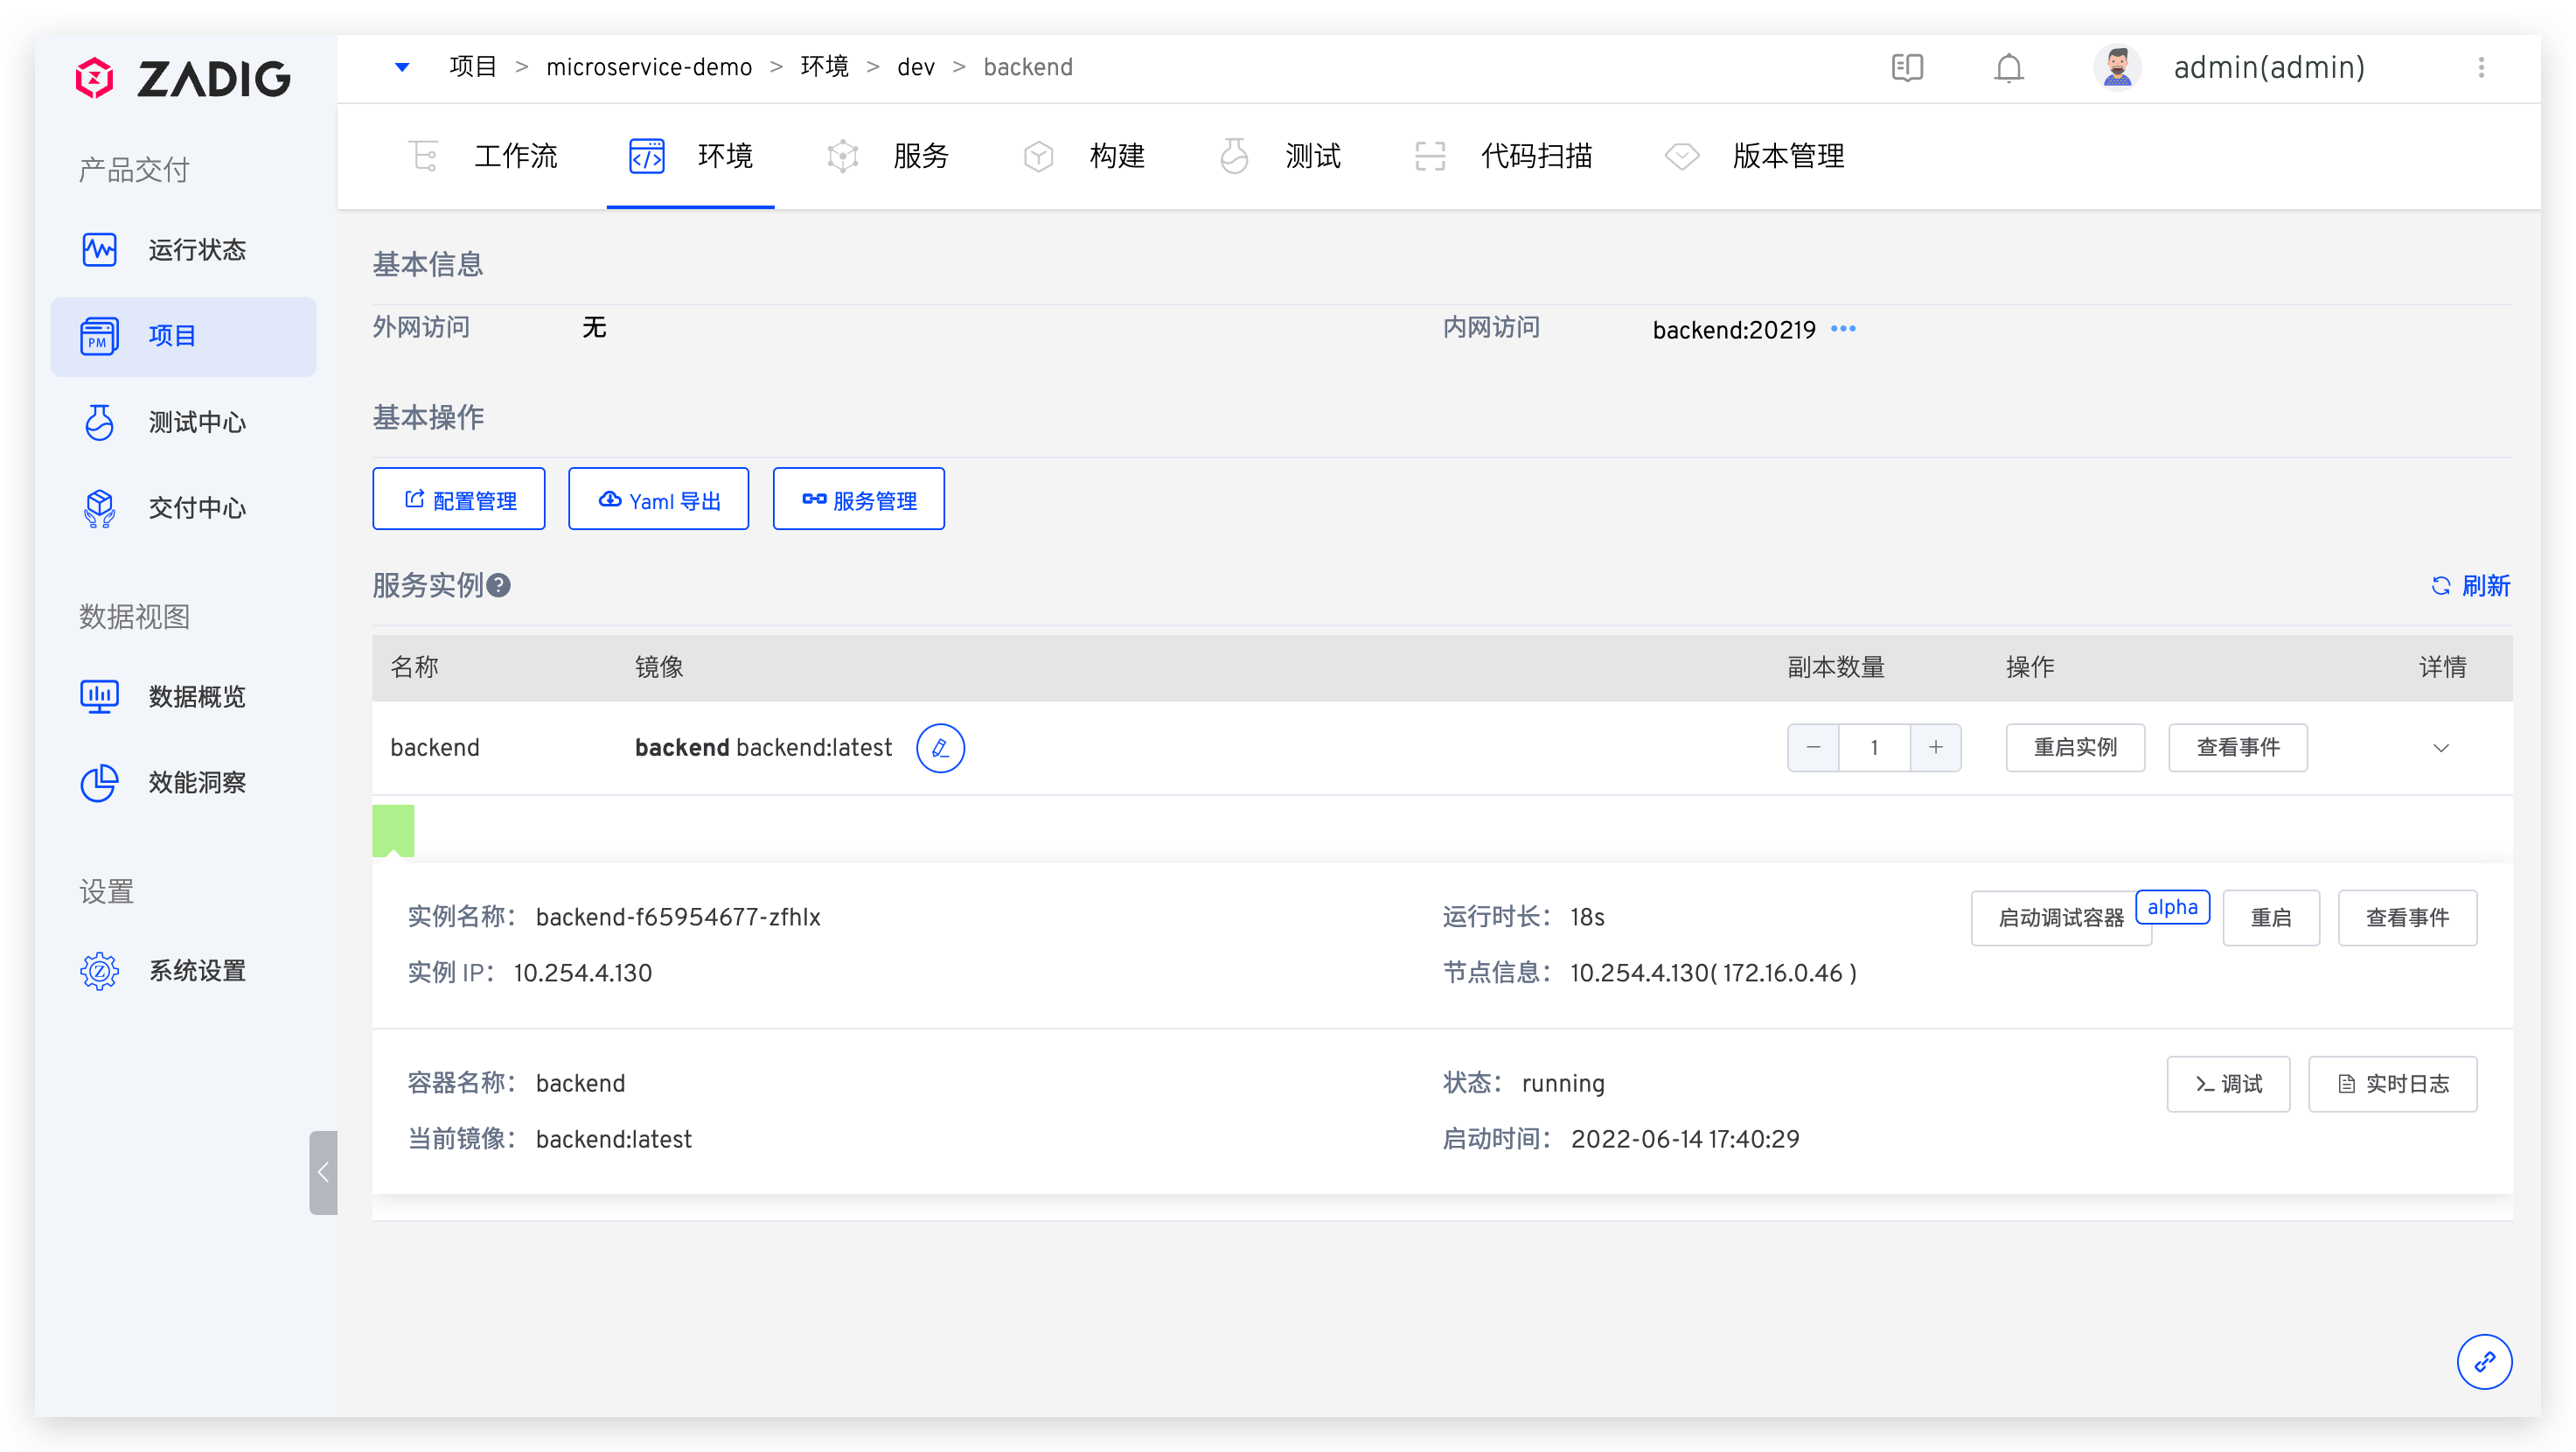 ZADIG
项目 > microservice-demo > 环境 > dev > backend
admin(admin)
工作流
环境
服务
构建
测试
代码扫描
版本管理
产品交付
运行状态
PM
项目
测试中心
交付中心
数据视图
数据概览
效能洞察
设置
系统设置
基本信息
外网访问 无
内网访问 backend:20219
基本操作
配置管理
Yaml 导出
服务管理
服务实例
刷新
名称 镜像 副本数量 操作 详情
backend backend backend:latest 1 重启实例 查看事件
实例名称： backend-f65954677-zfhlx
运行时长： 18s
启动调试容器 alpha 重启 查看事件
实例 IP： 10.254.4.130
节点信息： 10.254.4.130( 172.16.0.46 )
容器名称： backend
状态： running
调试 实时日志
当前镜像： backend:latest
启动时间： 2022-06-14 17:40:29